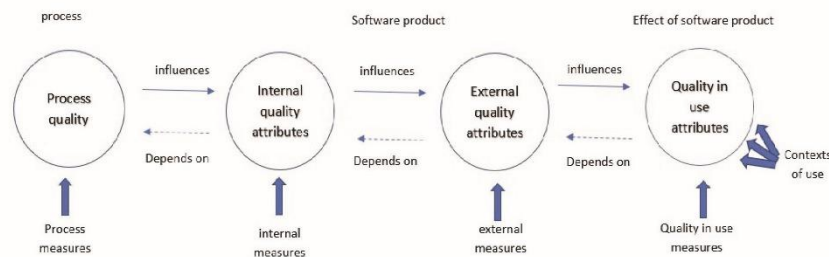 process
Software product
Effect of software product
influences
influences
influences
Process
quality
Internal
quality
attributes
External
quality
attributes
Quality in
use
attributes
Depends on
Depends on
Depends on
Contexts
of use
Process
measures
internal
measures
external
measures
Quality in use
measures